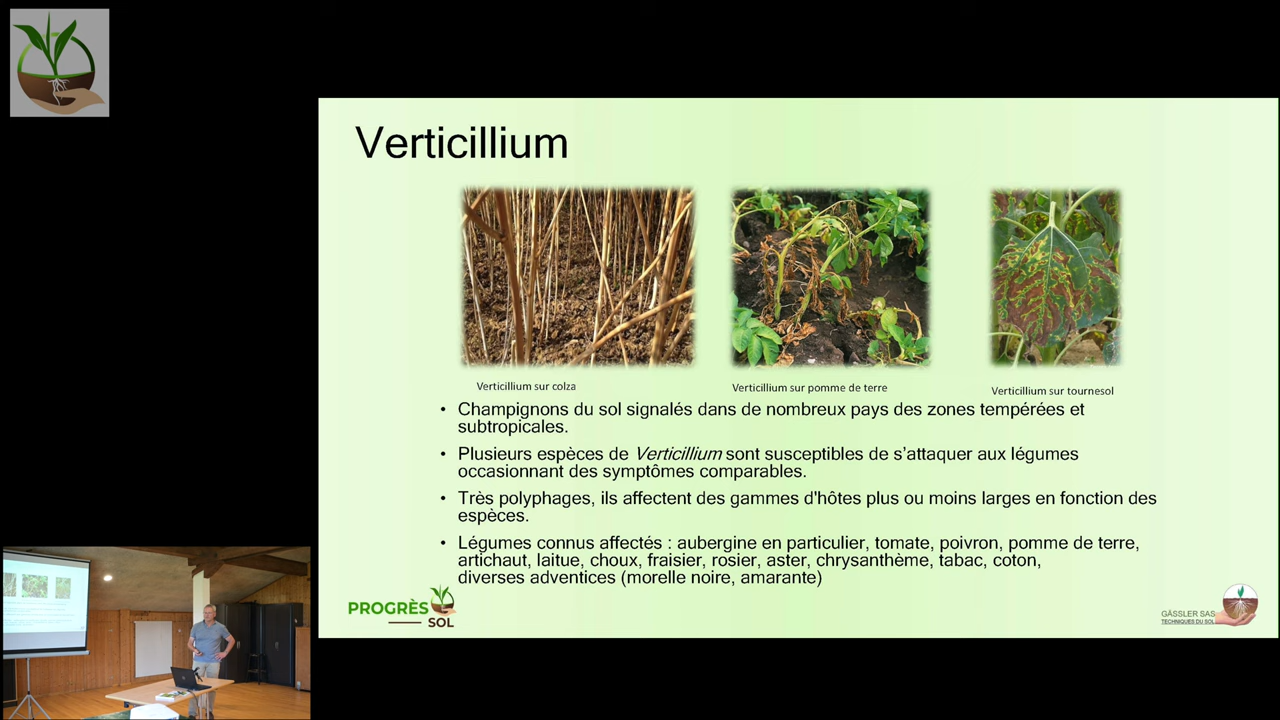 Verticillium
Verticillium sur colza
Verticillium sur pomme de terre
Verticillium sur tournesol
• Champignons du sol signalés dans de nombreux pays des zones tempérées et
subtropicales.
• Plusieurs espèces de Verticillium sont susceptibles de s’attaquer aux légumes
occasionnant des symptômes comparables.
• Très polyphages, ils affectent des gammes d'hôtes plus ou moins larges en fonction des
espèces.
• Légumes connus affectés : aubergine en particulier, tomate, poivron, pomme de terre,
artichaut, laitue, choux, fraisier, rosier, aster, chrysanthème, tabac, coton,
diverses adventices (morelle noire, amarante)
PROGRÈS
SOL
GÄSSLER SAS
TECHNIQUES DU SOL